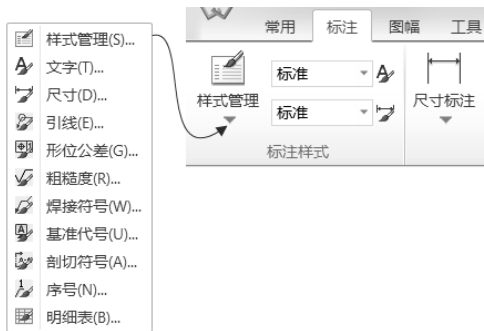 样式管理(S)...
文字(T)...
尺寸(D)...
引线(E)...
形位公差(G)...
粗糙度(R)...
焊接符号(W)...
基准代号(U)...
剖切符号(A)...
序号(N)...
明细表(B)...
常用 标注 图幅 工具
标准
样式管理
标准
尺寸标注
标注样式